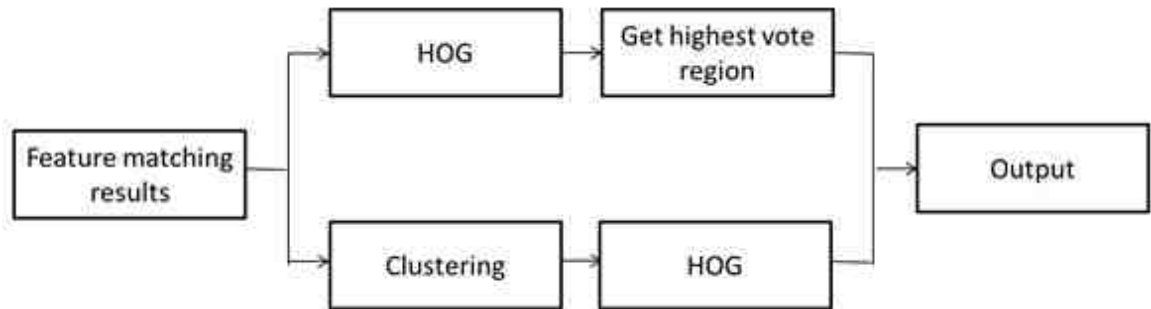 HOG
Get highest vote
region
Feature matching
results
Output
Clustering
HOG